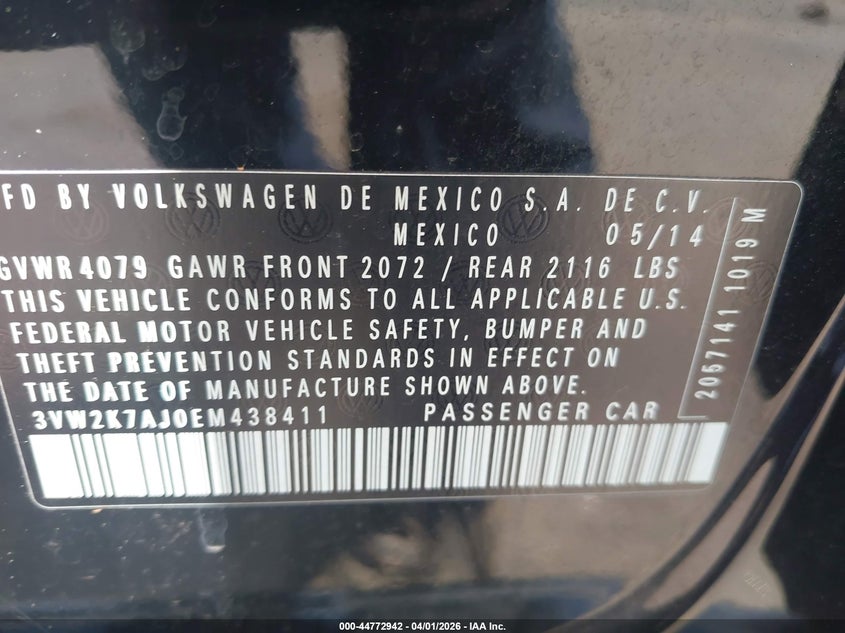 FD BY VOLKSWAGEN DE MEXICO S.A. DE C.V.
MEXICO 05/14
GVWR 4079 GAWR FRONT 2072 / REAR 2116 LBS
THIS VEHICLE CONFORMS TO ALL APPLICABLE U.S.
FEDERAL MOTOR VEHICLE SAFETY, BUMPER AND
THEFT PREVENTION STANDARDS IN EFFECT ON
THE DATE OF MANUFACTURE SHOWN ABOVE.
3VW2K7AJ0EM438411 PASSENGER CAR
2057141 1019 M
000-44772942 - 04/01/2026 - IAA Inc.